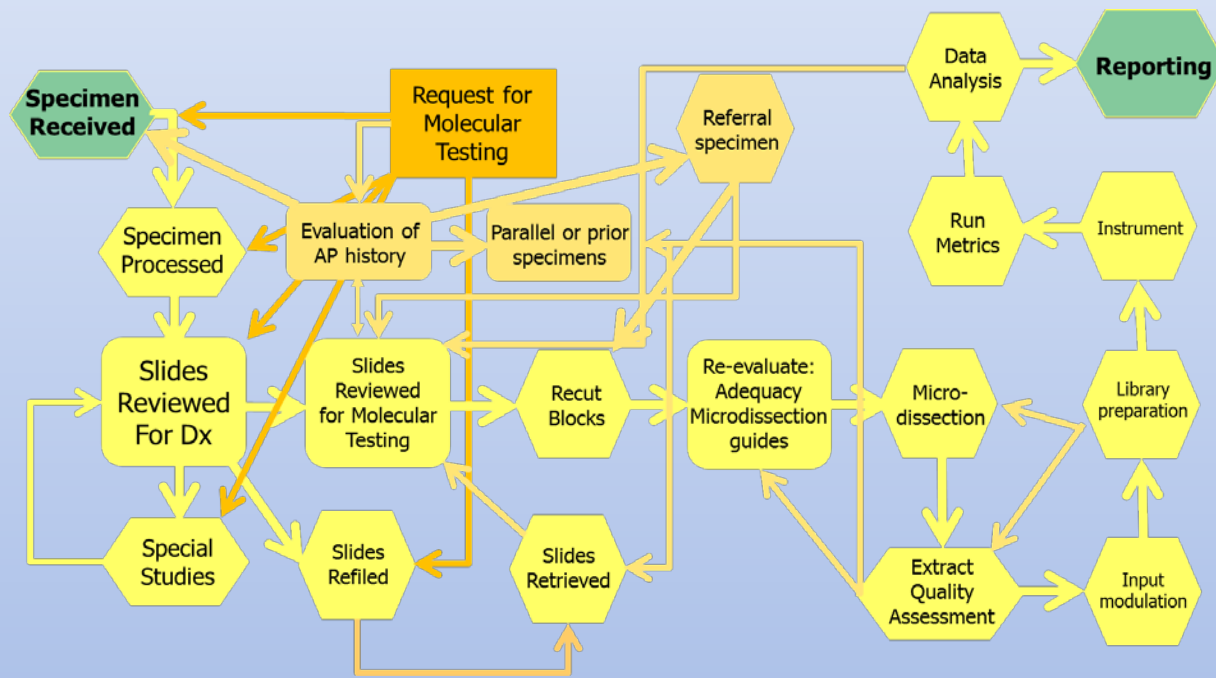 Specimen
Received
Request for
Molecular
Testing
Referral
specimen
Data
Analysis
Reporting
Specimen
Processed
Evaluation of
AP history
Parallel or prior
specimens
Run
Metrics
Instrument
Slides
Reviewed
For Dx
Slides
Reviewed
for Molecular
Testing
Recut
Blocks
Re-evaluate:
Adequacy
Microdissection
guides
Micro-
dissection
Library
preparation
Special
Studies
Slides
Refiled
Slides
Retrieved
Extract
Quality
Assessment
Input
modulation